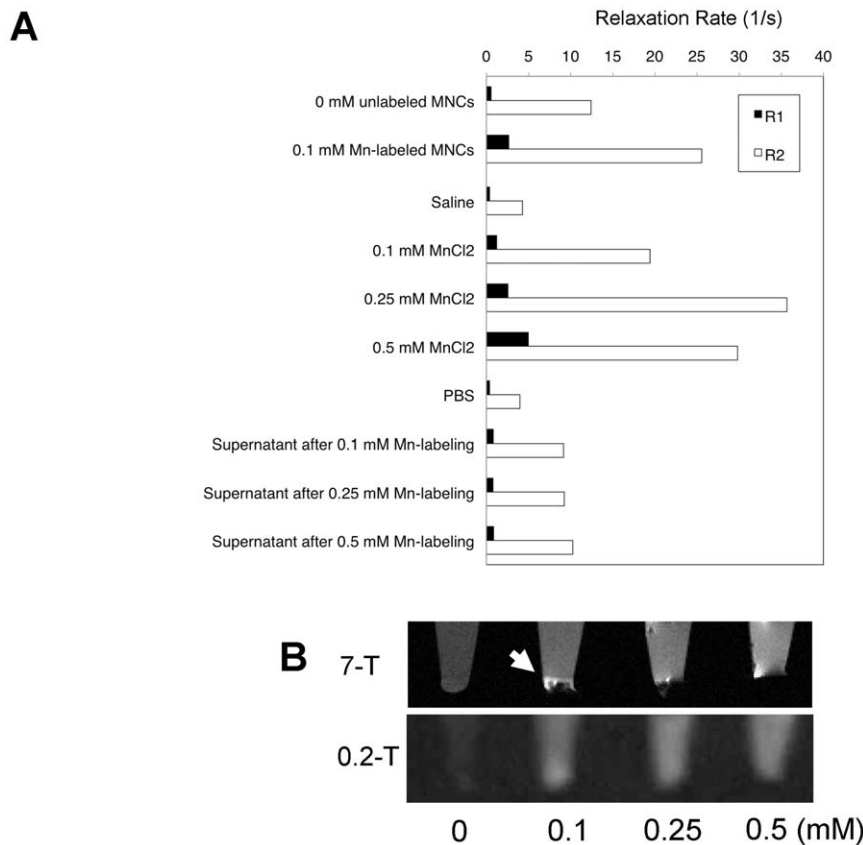 A
Relaxation Rate (1/s)
0 5 10 15 20 25 30 35 40
0 mM unlabeled MNCs
0.1 mM Mn-labeled MNCs
Saline
0.1 mM MnCl2
0.25 mM MnCl2
0.5 mM MnCl2
PBS
Supernatant after 0.1 mM Mn-labeling
Supernatant after 0.25 mM Mn-labeling
Supernatant after 0.5 mM Mn-labeling
R1
R2
B
7-T
0.2-T
0 0.1 0.25 0.5 (mM)